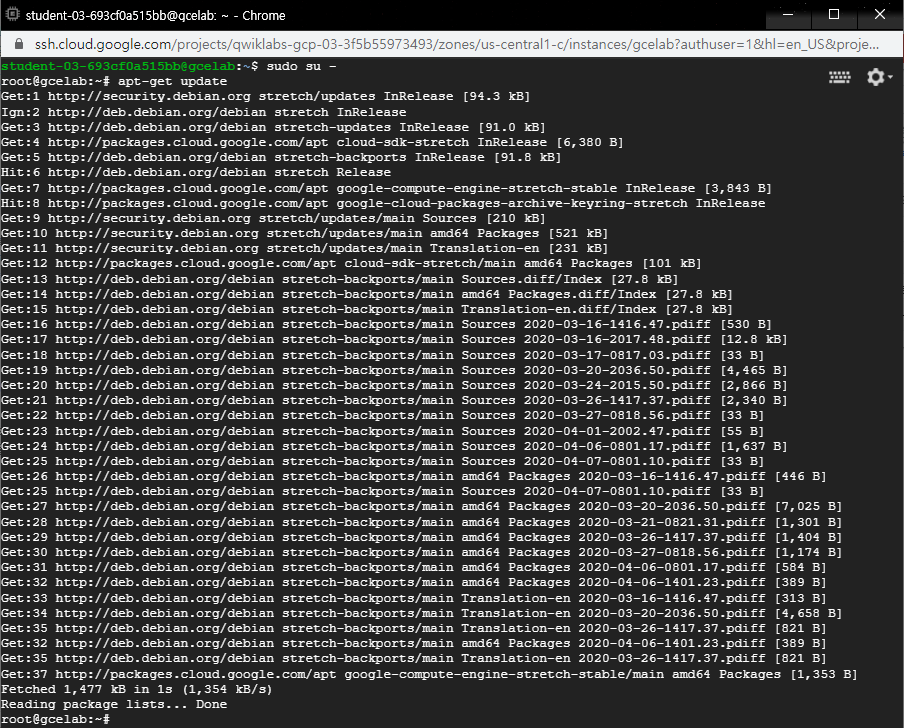 student-03-693cf0a515bb@gcelab: ~ - Chrome
ssh.cloud.google.com/projects/qwiklabs-gcp-03-3f5b55973493/zones/us-central1-c/instances/gcelab?authuser=1&hl=en_US&proje...
student-03-693cf0a515bb@gcelab:~$ sudo su -
root@gcelab:~# apt-get update
Get:1 http://security.debian.org stretch/updates InRelease [94.3 kB]
Ign:2 http://deb.debian.org/debian stretch InRelease
Get:3 http://deb.debian.org/debian stretch-updates InRelease [91.0 kB]
Get:4 http://packages.cloud.google.com/apt cloud-sdk-stretch InRelease [6,380 B]
Get:5 http://deb.debian.org/debian stretch-backports InRelease [91.8 kB]
Hit:6 http://deb.debian.org/debian stretch Release
Get:7 http://packages.cloud.google.com/apt google-compute-engine-stretch-stable InRelease [3,843 B]
Hit:8 http://packages.cloud.google.com/apt google-cloud-packages-archive-keyring-stretch InRelease
Get:9 http://security.debian.org stretch/updates/main Sources [210 kB]
Get:10 http://security.debian.org stretch/updates/main amd64 Packages [521 kB]
Get:11 http://security.debian.org stretch/updates/main Translation-en [231 kB]
Get:12 http://packages.cloud.google.com/apt cloud-sdk-stretch/main amd64 Packages [101 kB]
Get:13 http://deb.debian.org/debian stretch-backports/main Sources.diff/Index [27.8 kB]
Get:14 http://deb.debian.org/debian stretch-backports/main amd64 Packages.diff/Index [27.8 kB]
Get:15 http://deb.debian.org/debian stretch-backports/main Translation-en.diff/Index [27.8 kB]
Get:16 http://deb.debian.org/debian stretch-backports/main Sources 2020-03-16-1416.47.pdiff [530 B]
Get:17 http://deb.debian.org/debian stretch-backports/main Sources 2020-03-16-2017.48.pdiff [12.8 kB]
Get:18 http://deb.debian.org/debian stretch-backports/main Sources 2020-03-17-0817.03.pdiff [33 B]
Get:19 http://deb.debian.org/debian stretch-backports/main Sources 2020-03-20-2036.50.pdiff [4,465 B]
Get:20 http://deb.debian.org/debian stretch-backports/main Sources 2020-03-24-2015.50.pdiff [2,866 B]
Get:21 http://deb.debian.org/debian stretch-backports/main Sources 2020-03-26-1417.37.pdiff [2,340 B]
Get:22 http://deb.debian.org/debian stretch-backports/main Sources 2020-03-27-0818.56.pdiff [33 B]
Get:23 http://deb.debian.org/debian stretch-backports/main Sources 2020-04-01-2002.47.pdiff [55 B]
Get:24 http://deb.debian.org/debian stretch-backports/main Sources 2020-04-06-0801.17.pdiff [1,637 B]
Get:25 http://deb.debian.org/debian stretch-backports/main Sources 2020-04-07-0801.10.pdiff [33 B]
Get:26 http://deb.debian.org/debian stretch-backports/main amd64 Packages 2020-03-16-1416.47.pdiff [446 B]
Get:25 http://deb.debian.org/debian stretch-backports/main Sources 2020-04-07-0801.10.pdiff [33 B]
Get:27 http://deb.debian.org/debian stretch-backports/main amd64 Packages 2020-03-20-2036.50.pdiff [7,025 B]
Get:28 http://deb.debian.org/debian stretch-backports/main amd64 Packages 2020-03-21-0821.31.pdiff [1,301 B]
Get:29 http://deb.debian.org/debian stretch-backports/main amd64 Packages 2020-03-26-1417.37.pdiff [1,404 B]
Get:30 http://deb.debian.org/debian stretch-backports/main amd64 Packages 2020-03-27-0818.56.pdiff [1,174 B]
Get:31 http://deb.debian.org/debian stretch-backports/main amd64 Packages 2020-04-06-0801.17.pdiff [584 B]
Get:32 http://deb.debian.org/debian stretch-backports/main amd64 Packages 2020-04-06-1401.23.pdiff [389 B]
Get:33 http://deb.debian.org/debian stretch-backports/main Translation-en 2020-03-16-1416.47.pdiff [313 B]
Get:34 http://deb.debian.org/debian stretch-backports/main Translation-en 2020-03-20-2036.50.pdiff [4,658 B]
Get:35 http://deb.debian.org/debian stretch-backports/main Translation-en 2020-03-26-1417.37.pdiff [821 B]
Get:32 http://deb.debian.org/debian stretch-backports/main amd64 Packages 2020-04-06-1401.23.pdiff [389 B]
Get:35 http://deb.debian.org/debian stretch-backports/main Translation-en 2020-03-26-1417.37.pdiff [821 B]
Get:37 http://packages.cloud.google.com/apt google-compute-engine-stretch-stable/main amd64 Packages [1,353 B]
Fetched 1,477 kB in 1s (1,354 kB/s)
Reading package lists... Done
root@gcelab:~#